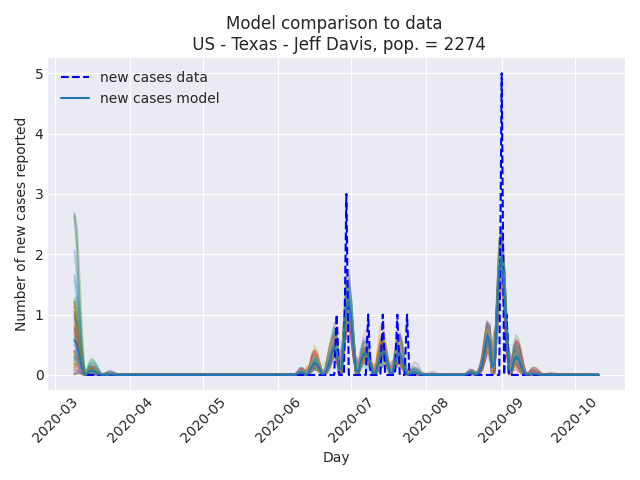 Model comparison to data
US - Texas - Jeff Davis, pop. = 2274
new cases data
new cases model
Number of new cases reported
5
4
3
2
1
0
2020-03
2020-04
2020-05
2020-06
2020-07
2020-08
2020-09
2020-10
Day